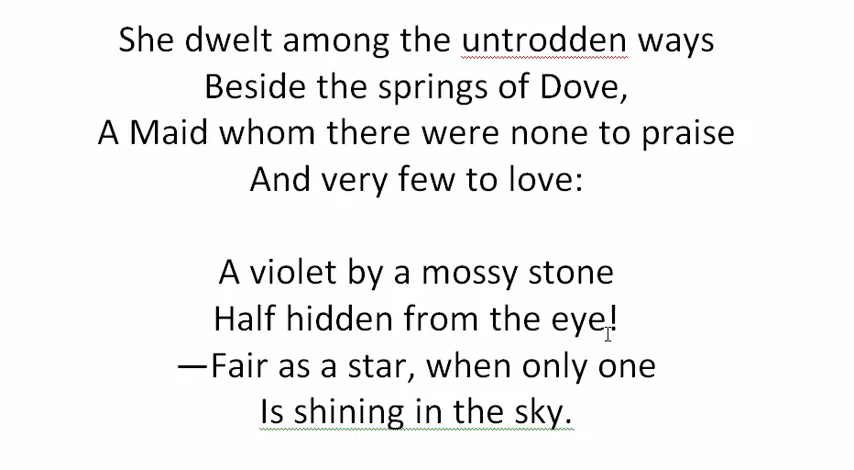 She dwelt among the untrodden ways
Beside the springs of Dove,
A Maid whom there were none to praise
And very few to love:
A violet by a mossy stone
Half hidden from the eye!
—Fair as a star, when only one
Is shining in the sky.